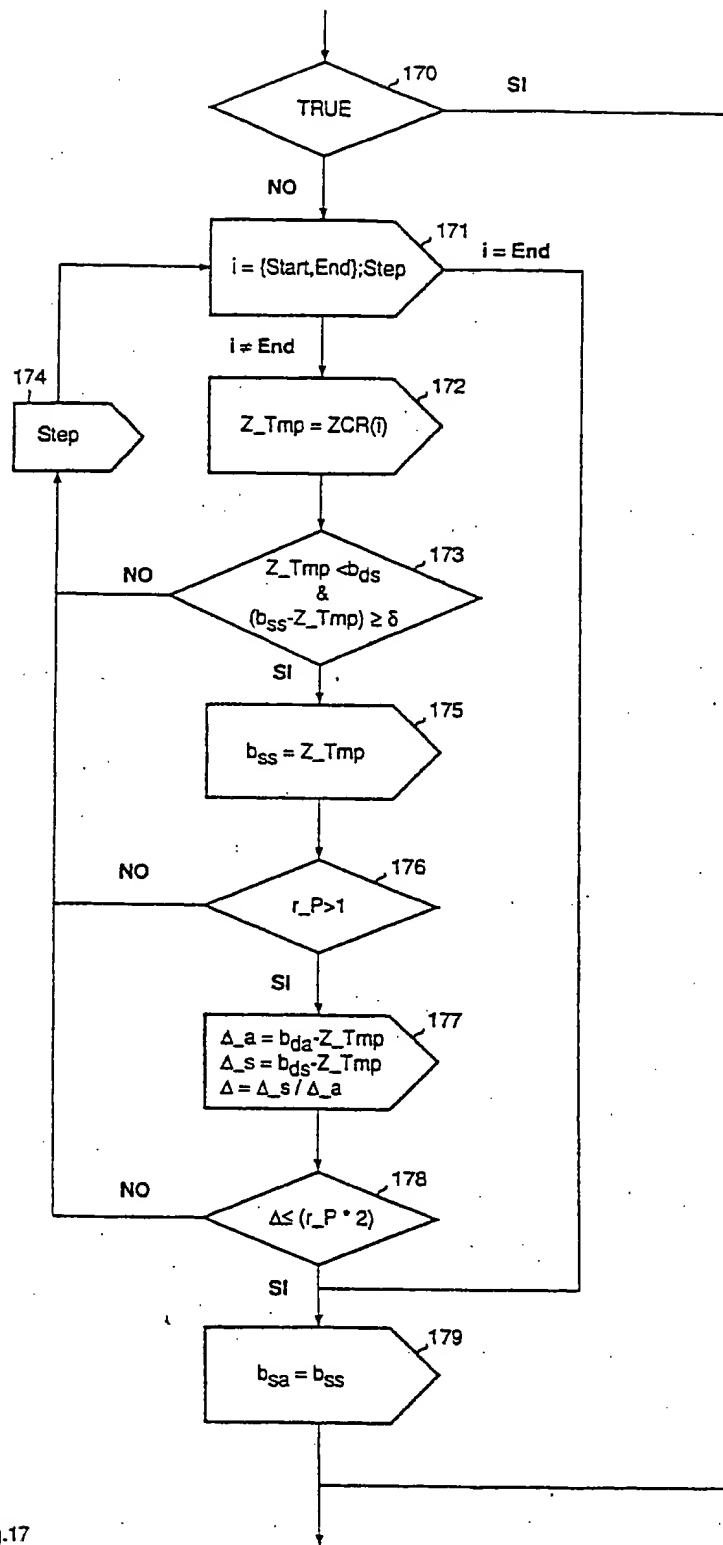 170
SI
TRUE
NO
171
i = {Start,End};Step
i = End
i ≠ End
174
Step
172
Z_Tmp = ZCR(i)
173
NO
Z_Tmp <b_ds
&
(b_ss-Z_Tmp) ≥ δ
SI
175
b_ss = Z_Tmp
176
NO
r_P>1
SI
177
Δ_a = b_da-Z_Tmp
Δ_s = b_ds-Z_Tmp
Δ = Δ_s / Δ_a
178
NO
Δ≤ (r_P * 2)
SI
179
b_sa = b_ss
.17